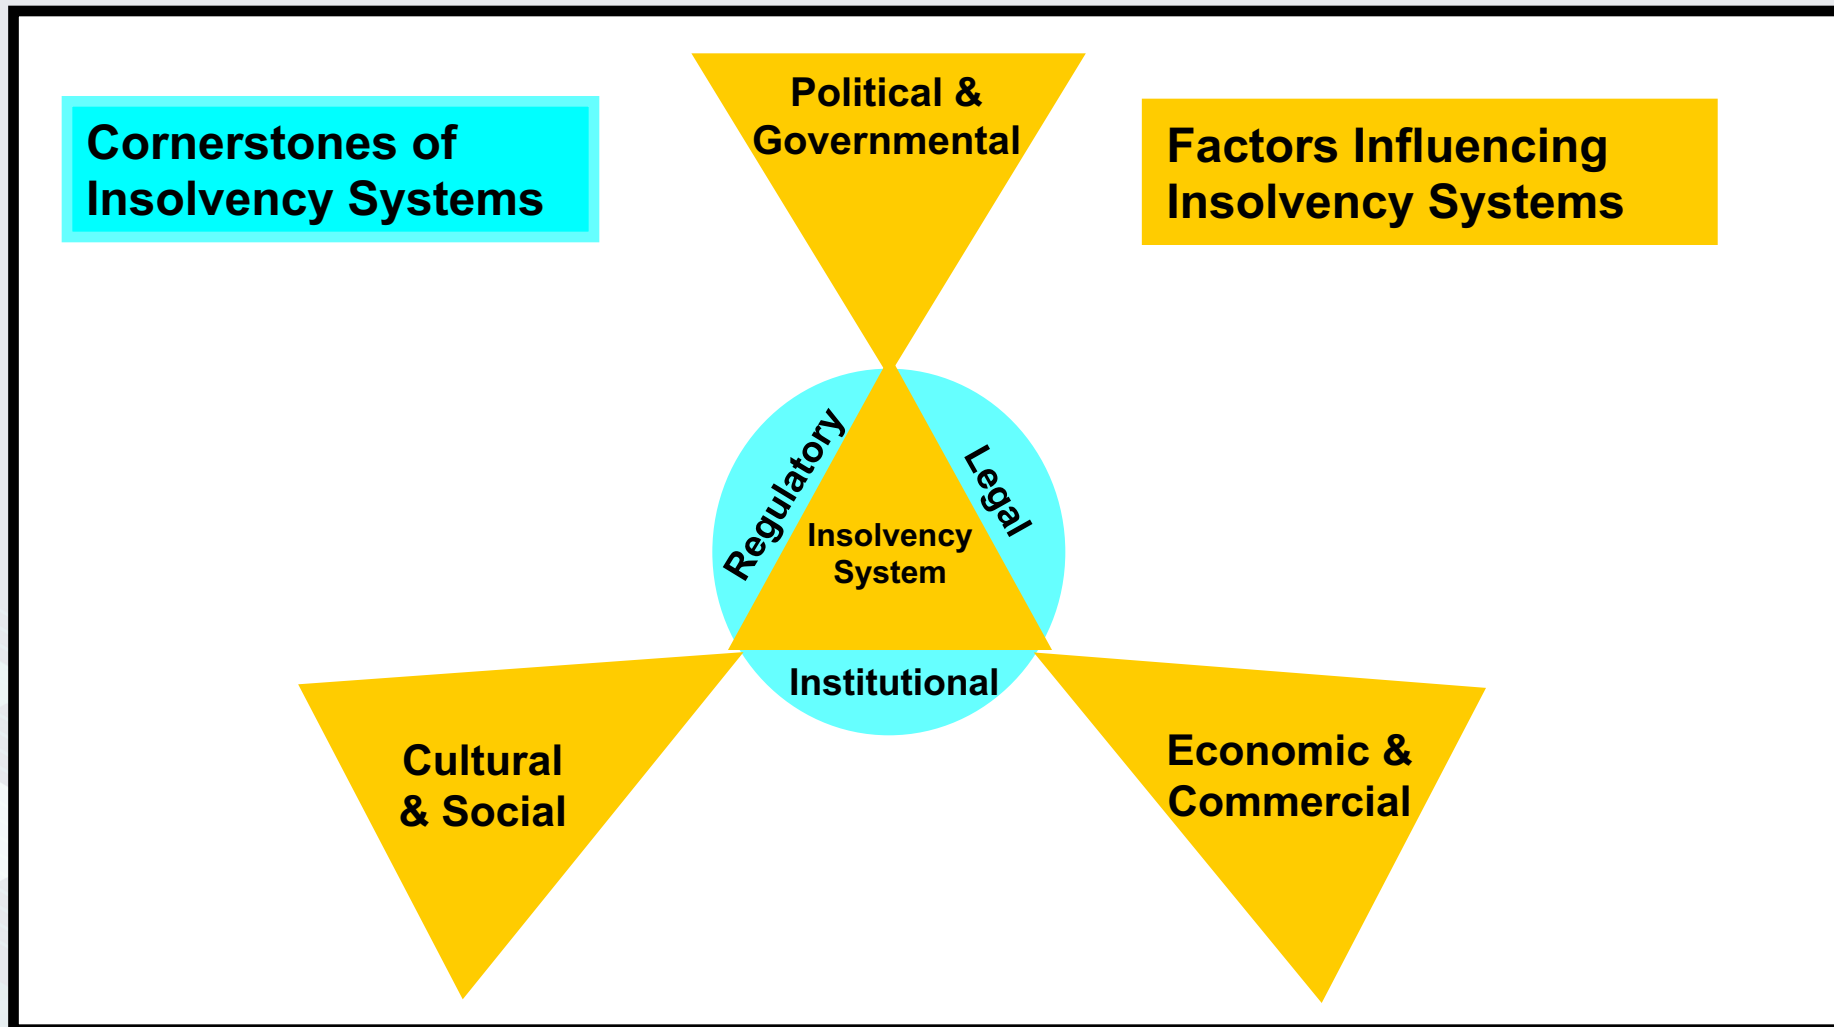 Political &
Governmental
Cornerstones of
Insolvency Systems
Factors Influencing
Insolvency Systems
Regulatory
Legal
Insolvency
System
Institutional
Cultural
& Social
Economic &
Commercial